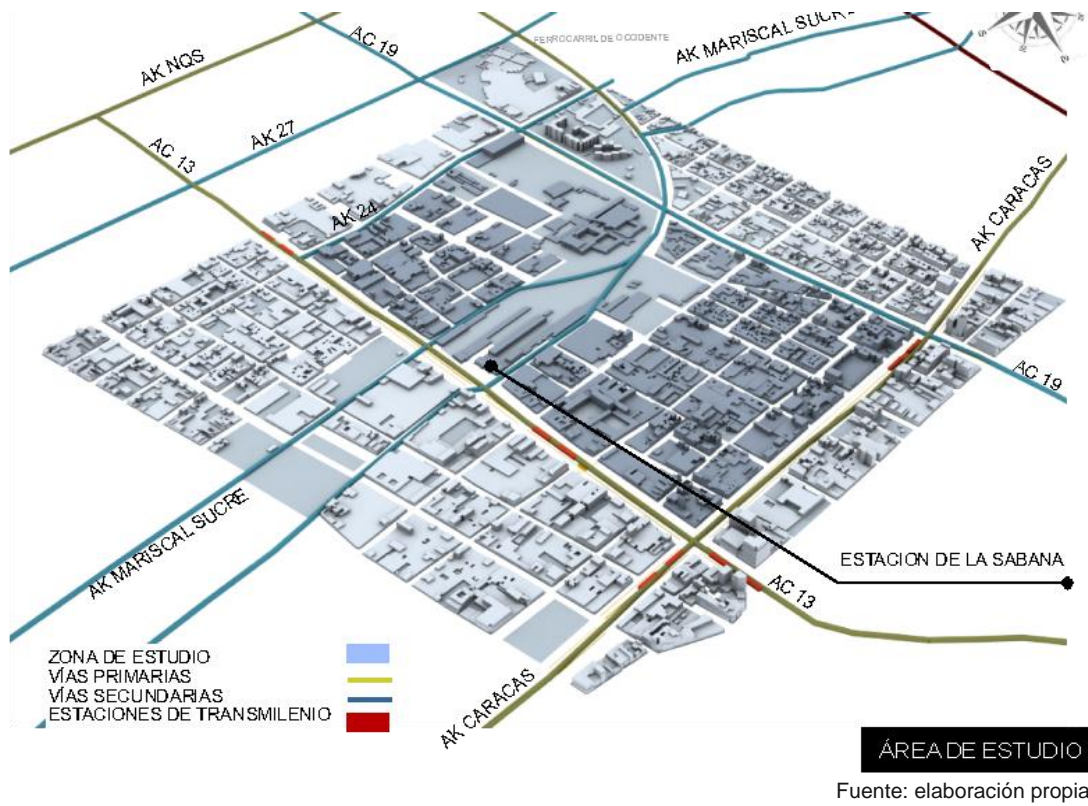 AC 19
FERROCARRIL DE OCCIDENTE
AK MARISCAL SUCRE
AK NQS
AK 27
AC 13
AK 24
AK CARACAS
AC 19
AK MARISCAL SUCRE
ESTACION DE LA SABANA
AC 13
ZONA DE ESTUDIO
VÍAS PRIMARIAS
VÍAS SECUNDARIAS
ESTACIONES DE TRANSMILENIO
AK CARACAS
ÁREA DE ESTUDIO
Fuente: elaboración propia